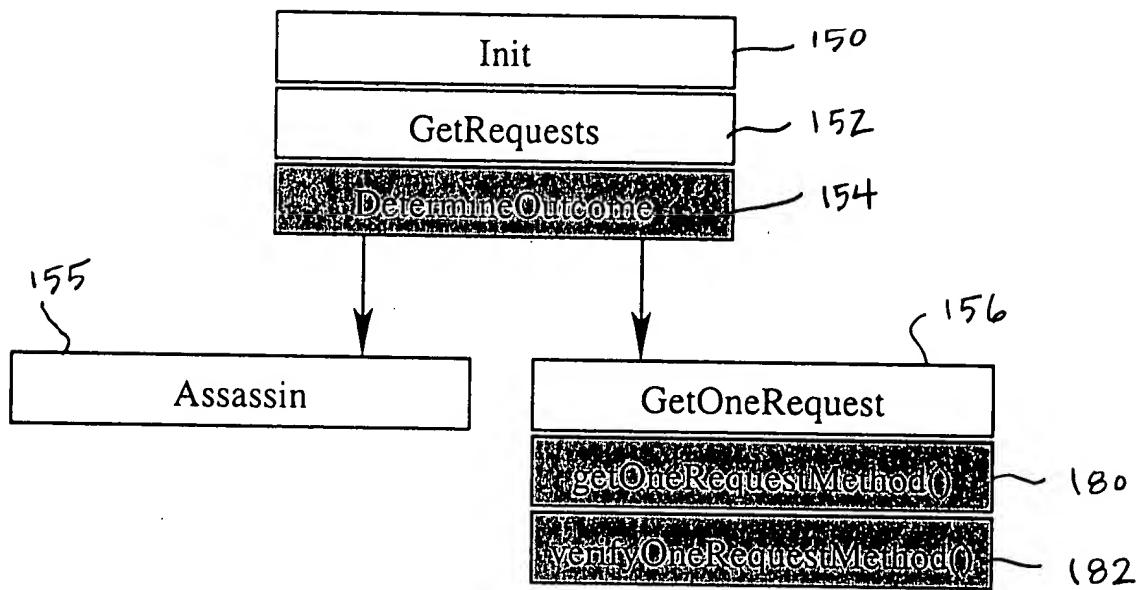 Init
150
GetRequests
152
DetermineOutcome
154
155
156
Assassin
GetOneRequest
getOneRequestMethod()
180
verifyOneRequestMethod()
182